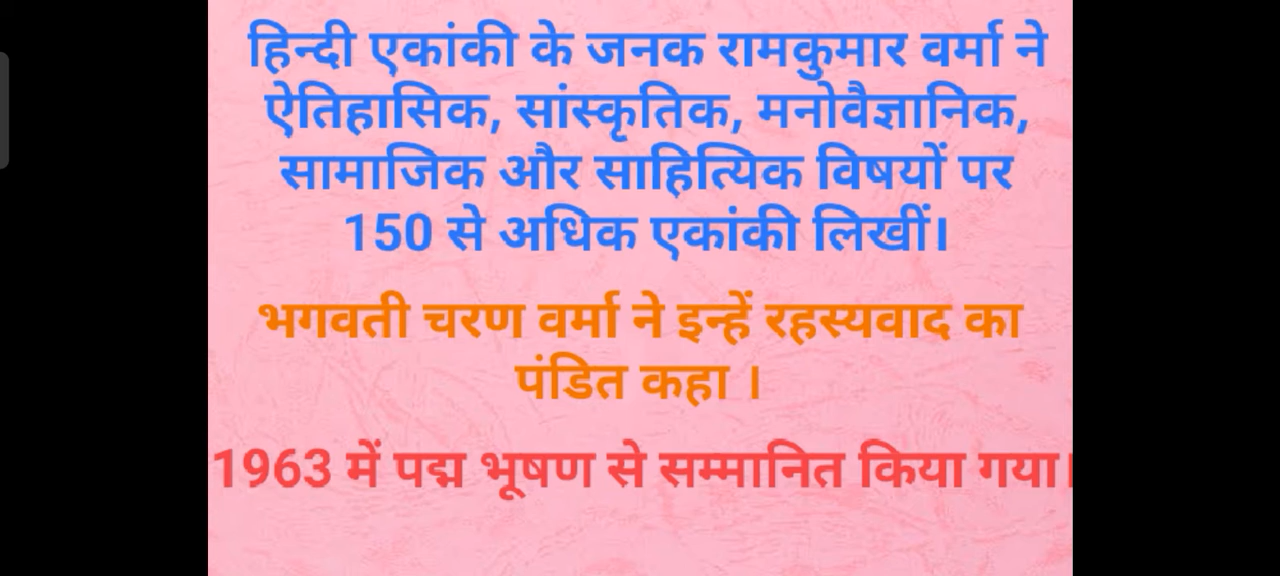 हिन्दी एकांकी के जनक रामकुमार वर्मा ने
ऐतिहासिक, सांस्कृतिक, मनोवैज्ञानिक,
सामाजिक और साहित्यिक विषयों पर
150 से अधिक एकांकी लिखीं।
भगवती चरण वर्मा ने इन्हें रहस्यवाद का
पंडित कहा ।
1963 में पद्म भूषण से सम्मानित किया गया।